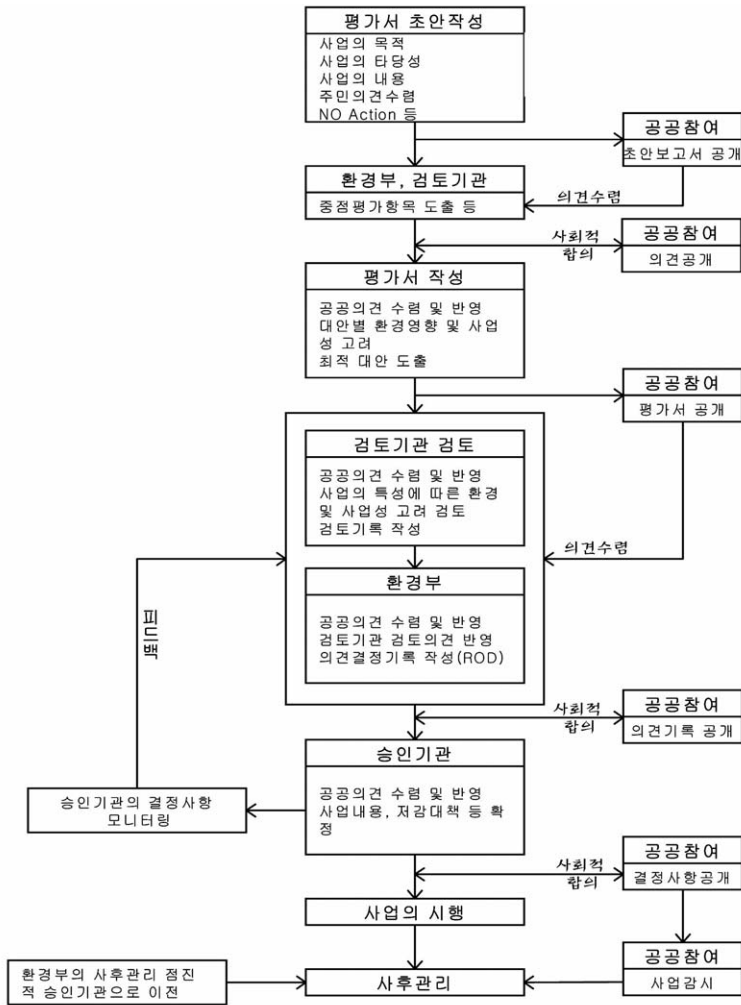 평가서 초안작성
사업의 목적
사업의 타당성
사업의 내용
주민의견수렴
NO Action 등
공공참여
초안보고서 공개
환경부, 검토기관
중점평가항목 도출 등
의견수렴
사회적
합의
공공참여
의견공개
평가서 작성
공공의견 수렴 및 반영
대안별 환경영향 및 사업
성 고려
최적 대안 도출
공공참여
평가서 공개
검토기관 검토
공공의견 수렴 및 반영
사업의 특성에 따른 환경
및 사업성 고려 검토
검토기록 작성
의견수렴
환경부
공공의견 수렴 및 반영
검토기관 검토의견 반영
의견결정기록 작성(ROD)
피드백
사회적
합의
공공참여
의견기록 공개
승인기관
공공의견 수렴 및 반영
사업내용, 저감대책 등 확
정
승인기관의 결정사항
모니터링
사회적
합의
공공참여
결정사항공개
사업의 시행
환경부의 사후관리 점진
적 승인기관으로 이전
사후관리
공공참여
사업감시